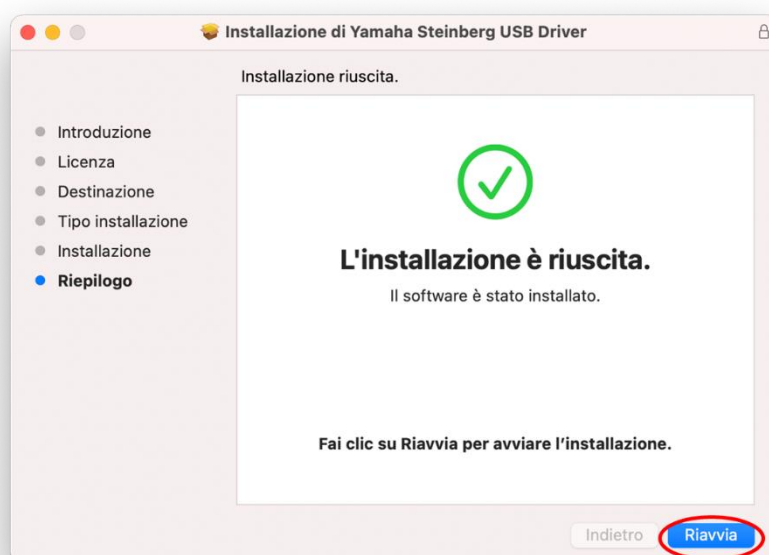 Installazione di Yamaha Steinberg USB Driver
Installazione riuscita.
Introduzione
Licenza
Destinazione
Tipo installazione
Installazione
Riepilogo
L'installazione è riuscita.
Il software è stato installato.
Fai clic su Riavvia per avviare l’installazione.
Indietro
Riavvia